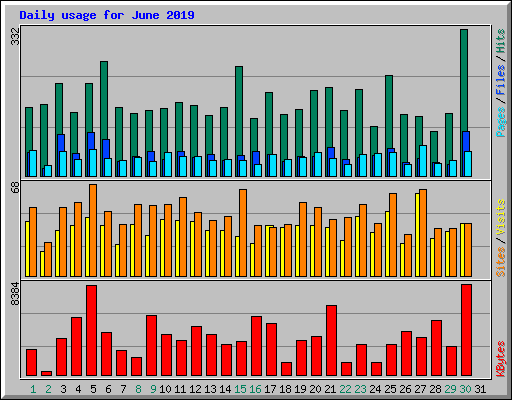 Daily usage for June 2019
332
Pages / Files / Hits
68
Sites / Visits
8384
KBytes
1 2 3 4 5 6 7 8 9 10 11 12 13 14 15 16 17 18 19 20 21 22 23 24 25 26 27 28 29 30 31